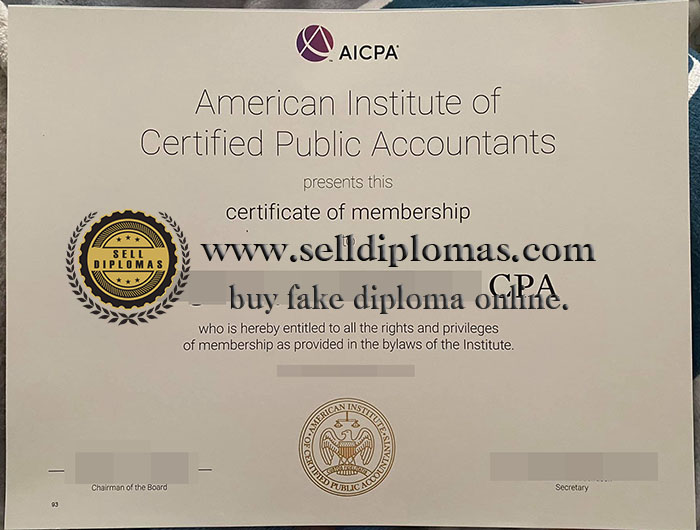 AICPA
American Institute of
Certified Public Accountants
presents this
certificate of membership
to
SELL
DIPLOMAS
www.selldiplomas.com
CPA
buy fake diploma online.
who is hereby entitled to all the rights and privileges
of membership as provided in the bylaws of the Institute.
AMERICAN INSTITUTE
OF CERTIFIED PUBLIC ACCOUNTANTS
Chairman of the Board
Secretary
93